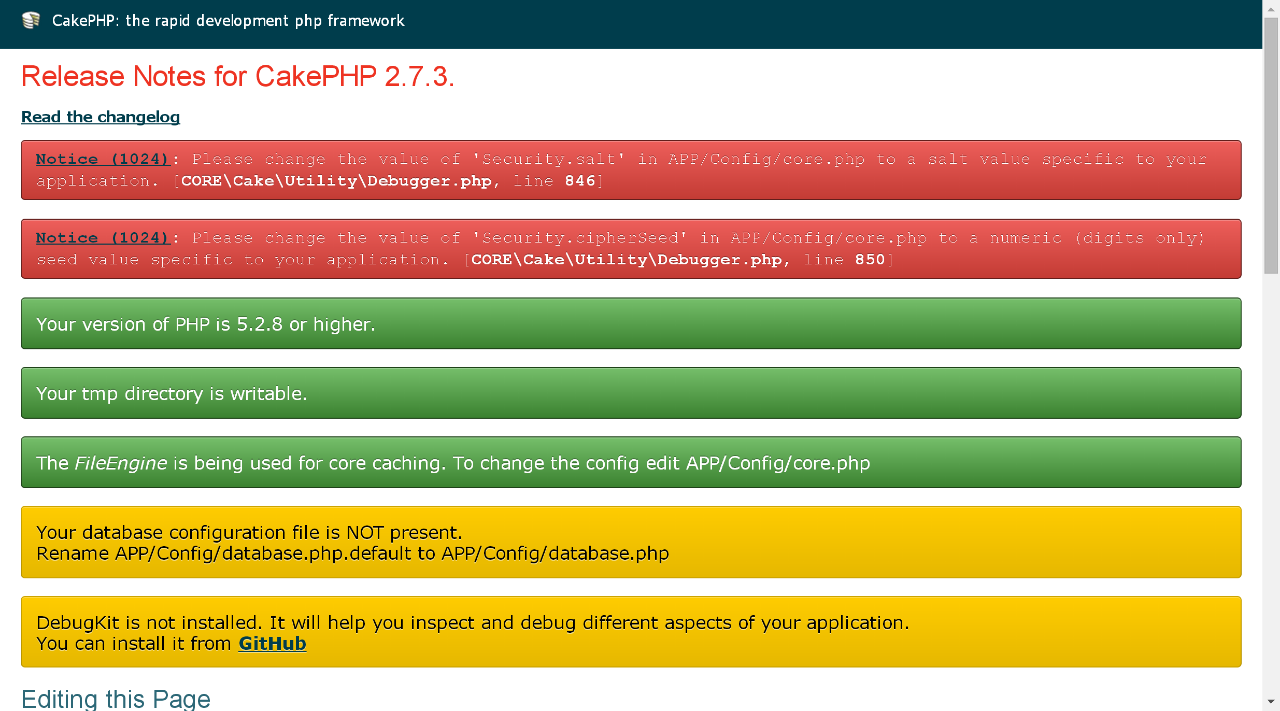 CakePHP: the rapid development php framework
Release Notes for CakePHP 2.7.3.
Read the changelog
Notice (1024): Please change the value of 'Security.salt' in APP/Config/core.php to a salt value specific to your
application. [CORE\Cake\Utility\Debugger.php, line 846]
Notice (1024): Please change the value of 'Security.cipherSeed' in APP/Config/core.php to a numeric (digits only)
seed value specific to your application. [CORE\Cake\Utility\Debugger.php, line 850]
Your version of PHP is 5.2.8 or higher.
Your tmp directory is writable.
The FileEngine is being used for core caching. To change the config edit APP/Config/core.php
Your database configuration file is NOT present.
Rename APP/Config/database.php.default to APP/Config/database.php
DebugKit is not installed. It will help you inspect and debug different aspects of your application.
You can install it from GitHub
Editing this Page